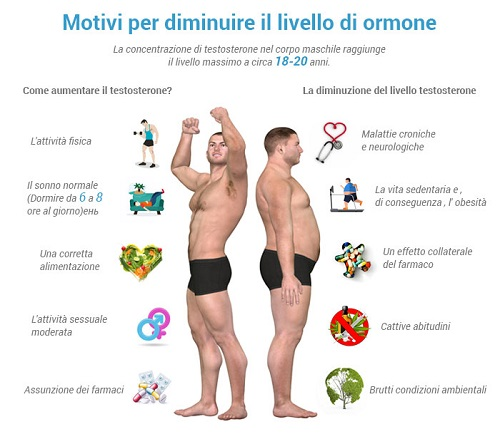 Motivi per diminuire il livello di ormone
La concentrazione di testosterone nel corpo maschile raggiunge
il livello massimo a circa 18-20 anni.
Come aumentare il testosterone?
L'attività fisica
Il sonno normale
(Dormire da 6 a 8
ore al giorno)ень
Una corretta
alimentazione
L'attività sessuale
moderata
Assunzione dei farmaci
La diminuzione del livello testosterone
Malattie croniche
e neurologiche
La vita sedentaria e ,
di conseguenza , l' obesità
Un effetto collaterale
del farmaco
Cattive abitudini
Brutti condizioni ambientali